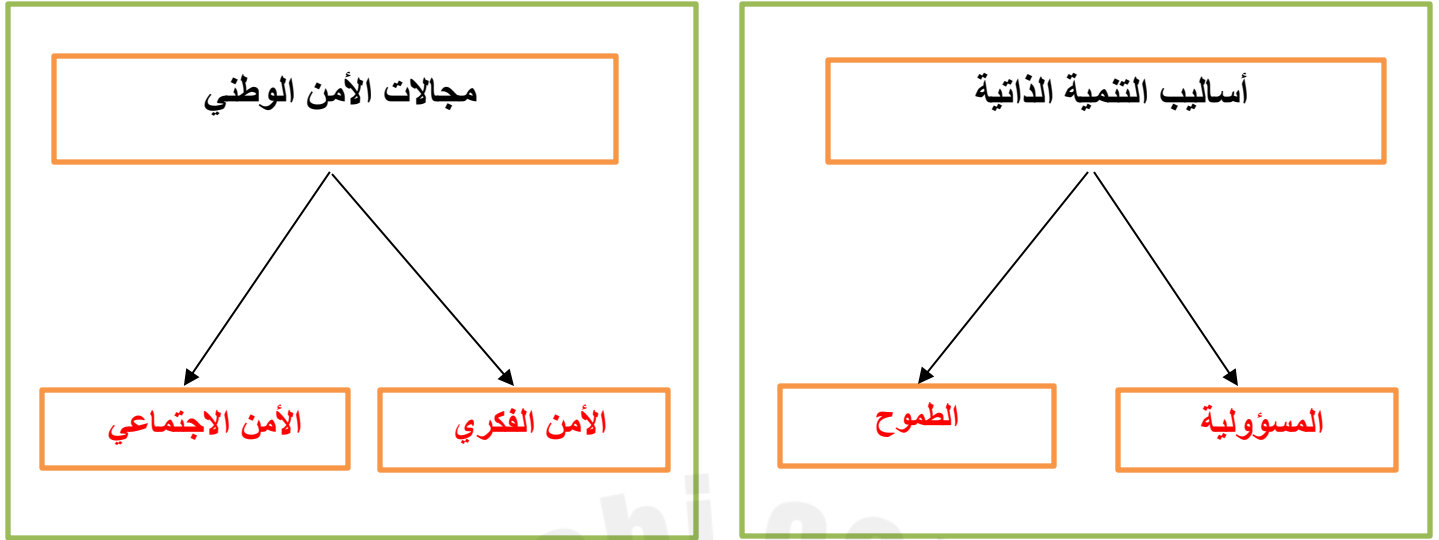 أساليب التنمية الذاتية
المسؤولية
الطموح
مجالات الأمن الوطني
الأمن الفكري
الأمن الاجتماعي